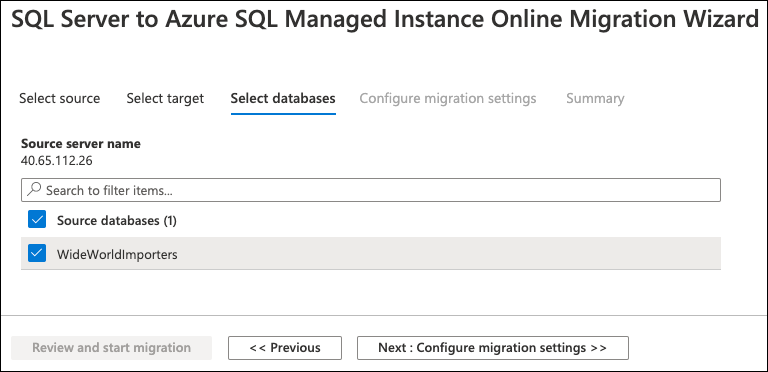 SQL Server to Azure SQL Managed Instance Online Migration Wizard
Select source Select target Select databases Configure migration settings Summary
Source server name
40.65.112.26
Search to filter items...
Source databases (1)
WideWorldImporters
Review and start migration << Previous Next : Configure migration settings >>